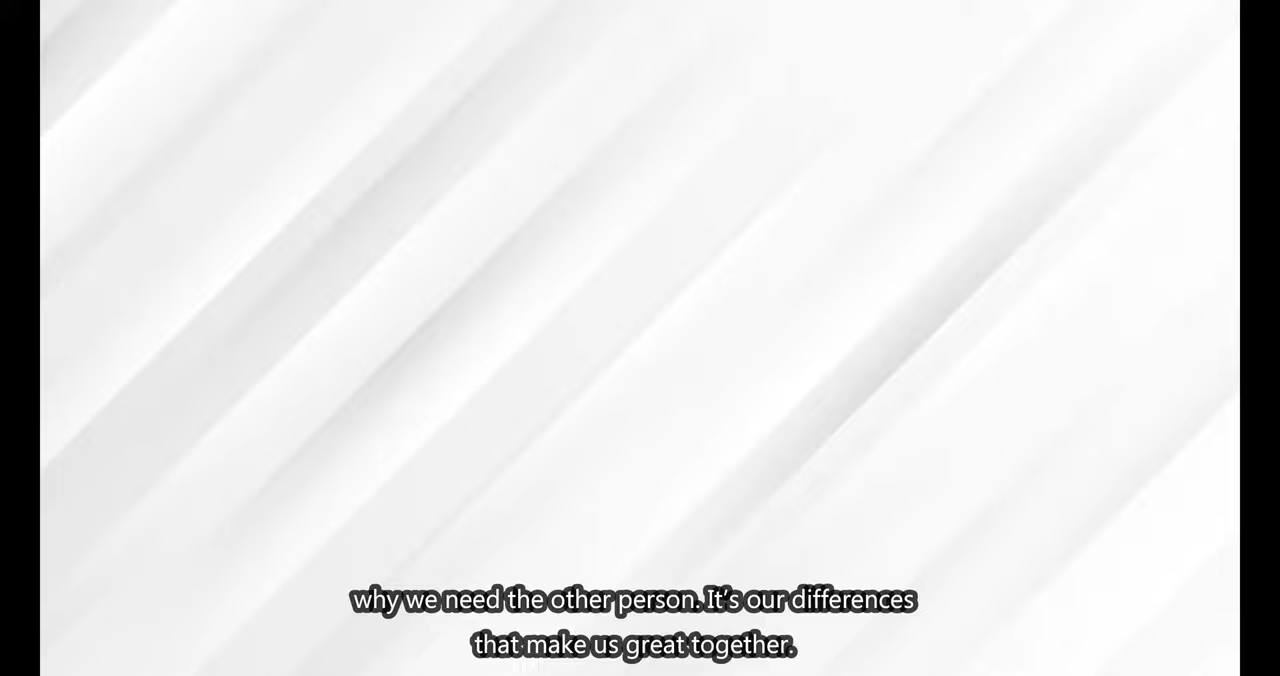 why we need the other person. It’s our differences
that make us great together.